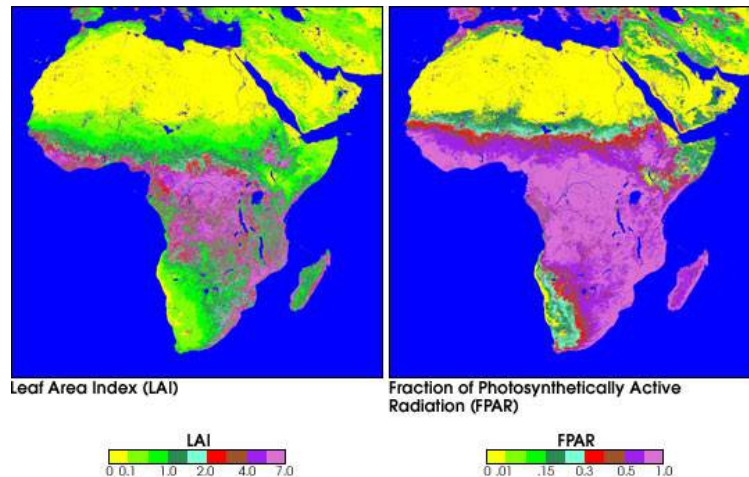 Leaf Area Index (LAI)
Fraction of Photosynthetically Active
Radiation (FPAR)
LAI
0 0.1 1.0 2.0 4.0 7.0
FPAR
0 .01 .15 0.3 0.5 1.0